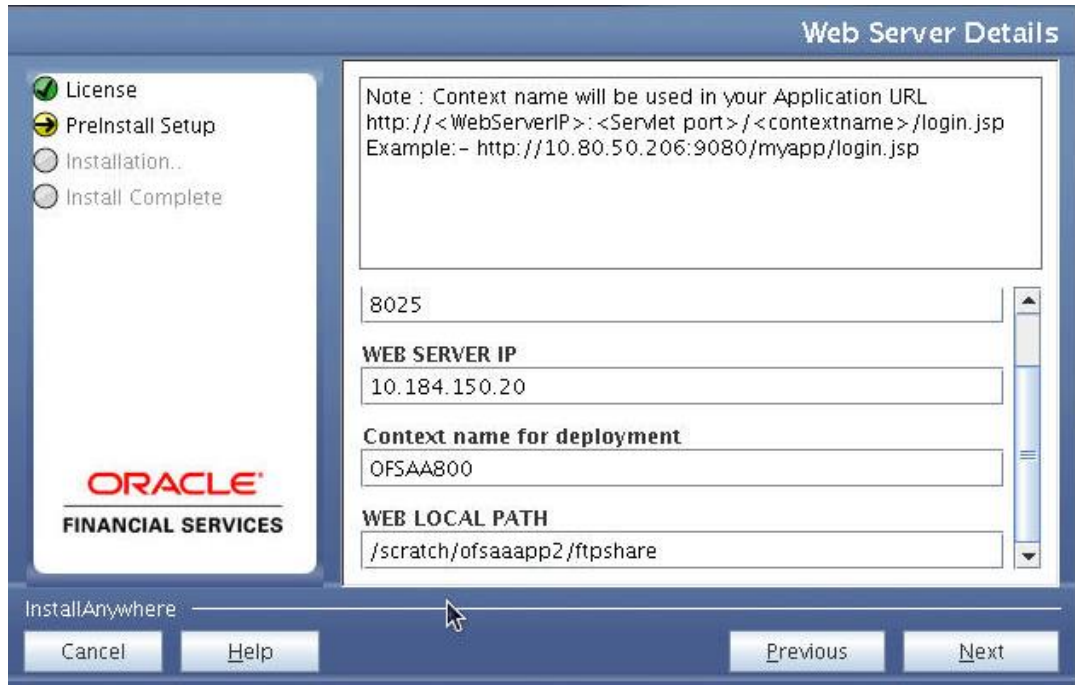 Web Server Details
License
PreInstall Setup
Installation..
Install Complete
ORACLE
FINANCIAL SERVICES
Note : Context name will be used in your Application URL
http://<WebServerIP>:<Servlet port>/<contextname>/login.jsp
Example:- http://10.80.50.206:9080/myapp/login.jsp
8025
WEB SERVER IP
10.184.150.20
Context name for deployment
OFSAA800
WEB LOCAL PATH
/scratch/ofsaaapp2/ftpshare
InstallAnywhere
Cancel
Help
Previous
Next